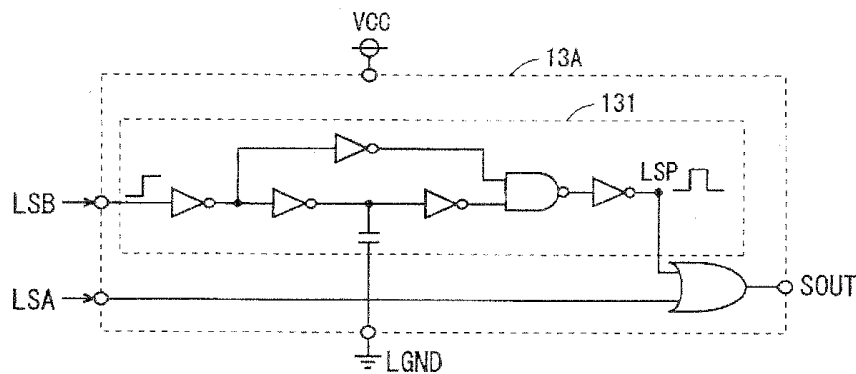 VCC
13A
131
LSP
LSB
LSA
SOUT
LGND